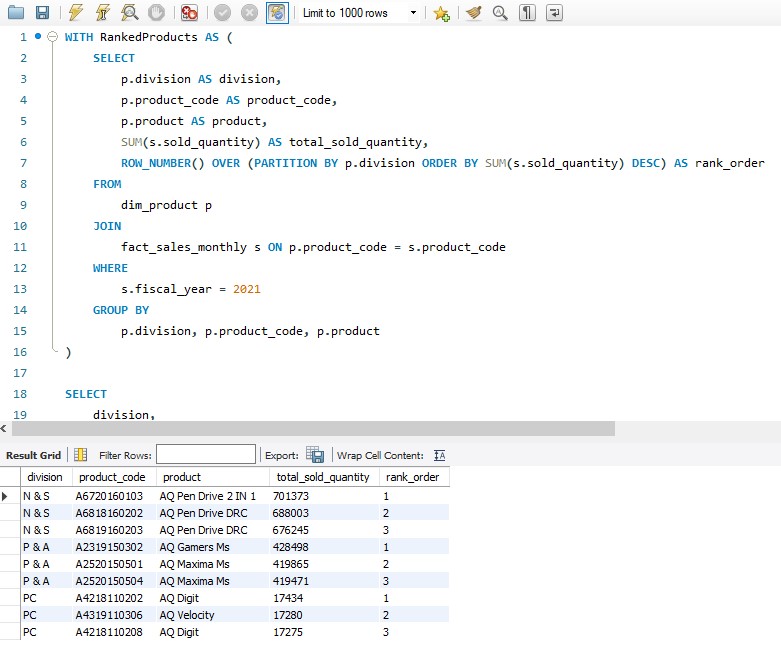 Limit to 1000 rows
1 WITH RankedProducts AS (
2 SELECT
3 p.division AS division,
4 p.product_code AS product_code,
5 p.product AS product,
6 SUM(s.sold_quantity) AS total_sold_quantity,
7 ROW_NUMBER() OVER (PARTITION BY p.division ORDER BY SUM(s.sold_quantity) DESC) AS rank_order
8 FROM
9 dim_product p
10 JOIN
11 fact_sales_monthly s ON p.product_code = s.product_code
12 WHERE
13 s.fiscal_year = 2021
14 GROUP BY
15 p.division, p.product_code, p.product
16 )
17
18 SELECT
19 division,
Result Grid Filter Rows: Export: Wrap Cell Content: IA
division product_code product total_sold_quantity rank_order
N & S A6720160103 AQ Pen Drive 2 IN 1 701373 1
N & S A6818160202 AQ Pen Drive DRC 688003 2
N & S A6819160203 AQ Pen Drive DRC 676245 3
P & A A2319150302 AQ Gamers Ms 428498 1
P & A A2520150501 AQ Maxima Ms 419865 2
P & A A2520150504 AQ Maxima Ms 419471 3
PC A4218110202 AQ Digit 17434 1
PC A4319110306 AQ Velocity 17280 2
PC A4218110208 AQ Digit 17275 3